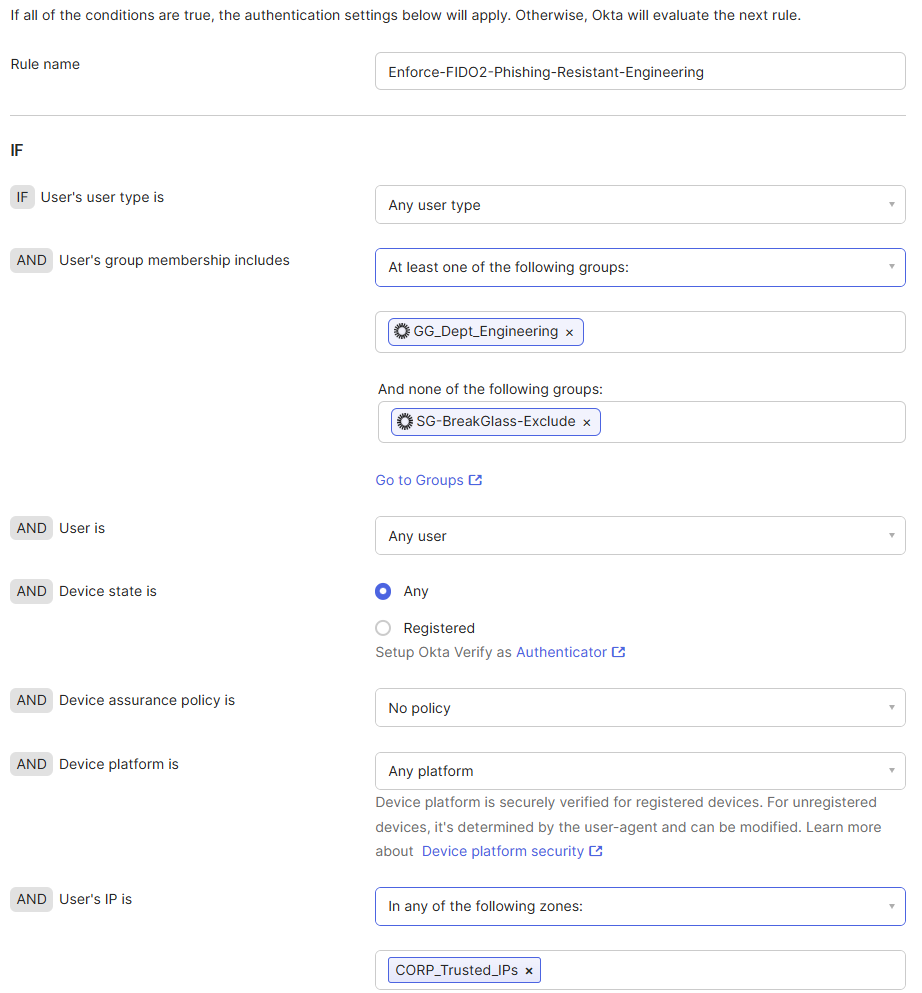 If all of the conditions are true, the authentication settings below will apply. Otherwise, Okta will evaluate the next rule.
Rule name
Enforce-FIDO2-Phishing-Resistant-Engineering
IF
IF User's user type is
Any user type
AND User's group membership includes
At least one of the following groups:
GG_Dept_Engineering ×
And none of the following groups:
SG-BreakGlass-Exclude ×
Go to Groups
AND User is
Any user
AND Device state is
Any
Registered
Setup Okta Verify as Authenticator
AND Device assurance policy is
No policy
AND Device platform is
Any platform
Device platform is securely verified for registered devices. For unregistered
devices, it's determined by the user-agent and can be modified. Learn more
about Device platform security
AND User's IP is
In any of the following zones:
CORP_Trusted_IPs ×